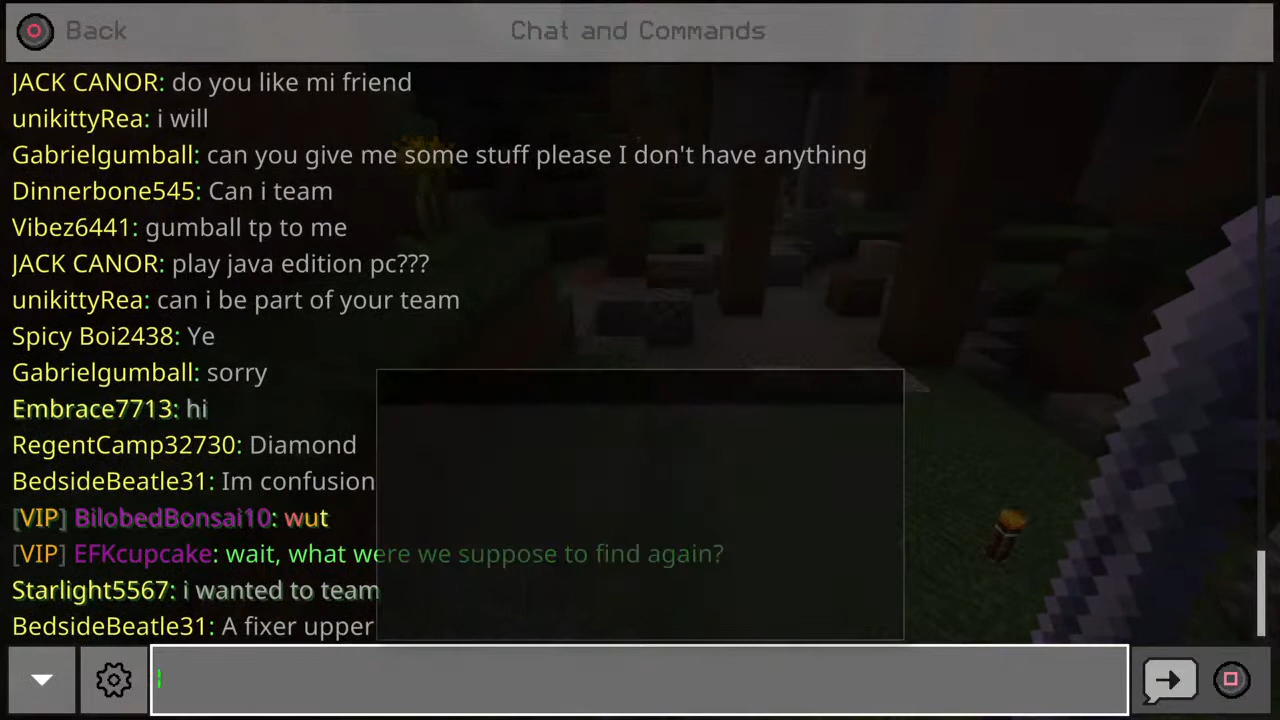 Back
Chat and Commands
JACK CANOR: do you like mi friend
unikittyRea: i will
Gabrielgumball: can you give me some stuff please I don't have anything
Dinnerbone545: Can i team
Vibez6441: gumball tp to me
JACK CANOR: play java edition pc???
unikittyRea: can i be part of your team
Spicy Boi2438: Ye
Gabrielgumball: sorry
Embrace7713: hi
RegentCamp32730: Diamond
BedsideBeatle31: Im confusion
[VIP] BilobedBonsai10: wut
[VIP] EFKcupcake: wait, what were we suppose to find again?
Starlight5567: i wanted to team
BedsideBeatle31: A fixer upper